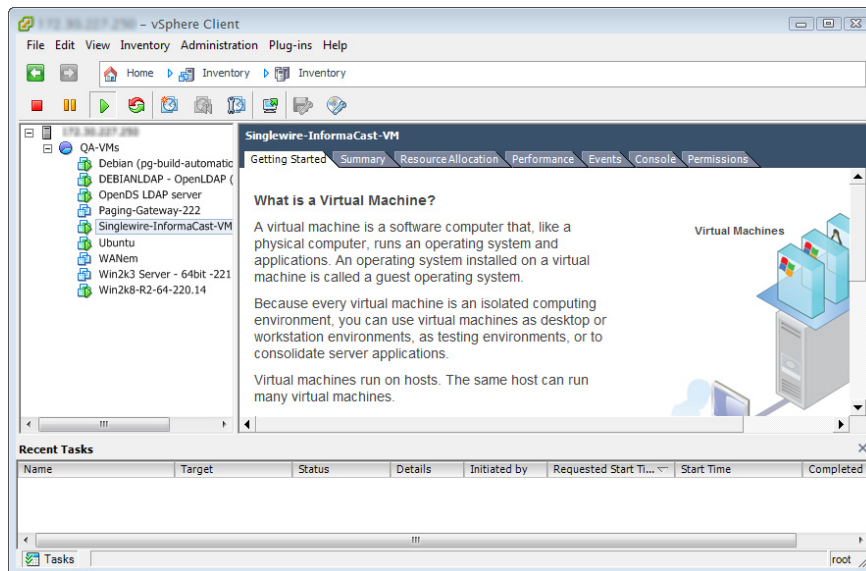 – vSphere Client
File Edit View Inventory Administration Plug-ins Help
Home Inventory Inventory
QA-VMs
Debian (pg-build-automatic
DEBIANLDAP - OpenLDAP (
OpenDS LDAP server
Paging-Gateway-222
Singlewire-InformaCast-VM
Ubuntu
WANem
Win2k3 Server - 64bit -221
Win2k8-R2-64-220.14
Singlewire-InformaCast-VM
Getting Started Summary Resource Allocation Performance Events Console Permissions
What is a Virtual Machine?
A virtual machine is a software computer that, like a
physical computer, runs an operating system and
applications. An operating system installed on a virtual
machine is called a guest operating system.
Because every virtual machine is an isolated computing
environment, you can use virtual machines as desktop or
workstation environments, as testing environments, or to
consolidate server applications.
Virtual machines run on hosts. The same host can run
many virtual machines.
Virtual Machines
Recent Tasks
Name Target Status Details Initiated by Requested Start Ti... Start Time Completed
Tasks root